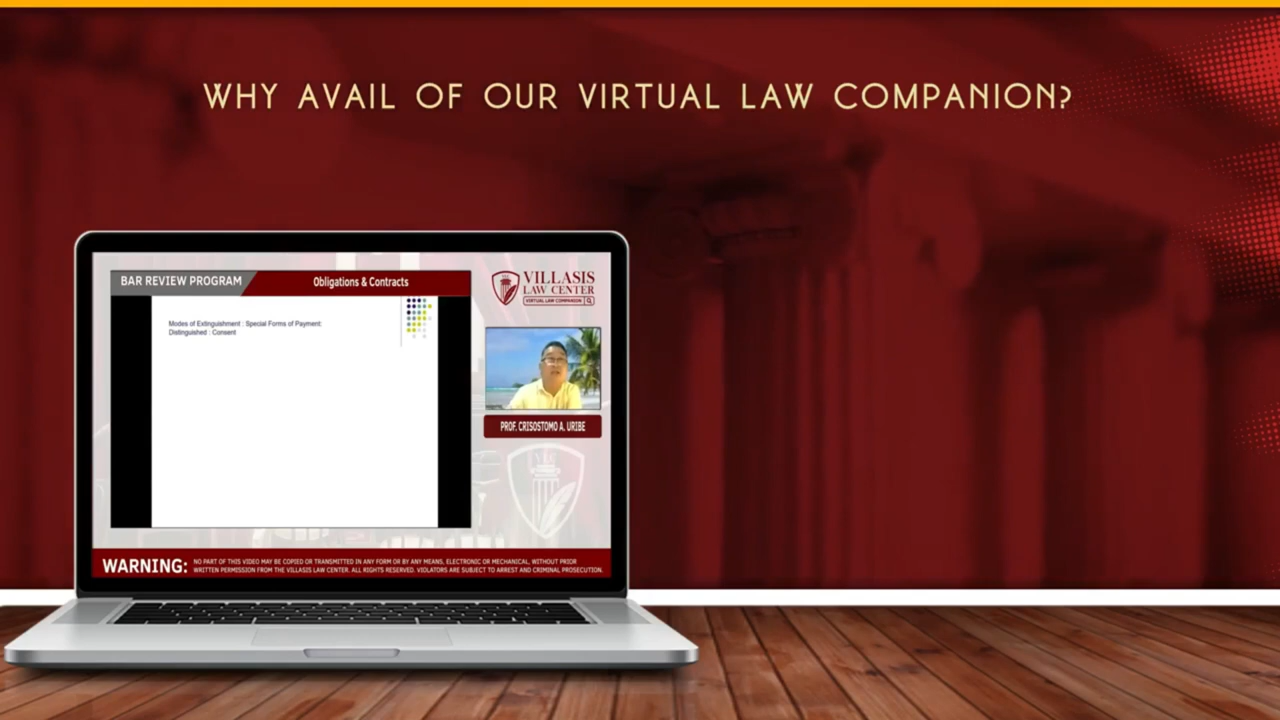 WHY AVAIL OF OUR VIRTUAL LAW COMPANION?
BAR REVIEW PROGRAM
Obligations & Contracts
VILLASIS
LAW CENTER
VIRTUAL LAW COMPANION
Modes of Extinguishment : Special Forms of Payment:
Distinguished : Consent
PROF. CRISOSTOMO A. URIBE
VLC
WARNING:
NO PART OF THIS VIDEO MAY BE COPIED OR TRANSMITTED IN ANY FORM OR BY ANY MEANS, ELECTRONIC OR MECHANICAL, WITHOUT PRIOR
WRITTEN PERMISSION FROM THE VILLASIS LAW CENTER. ALL RIGHTS RESERVED. VIOLATORS ARE SUBJECT TO ARREST AND CRIMINAL PROSECUTION.